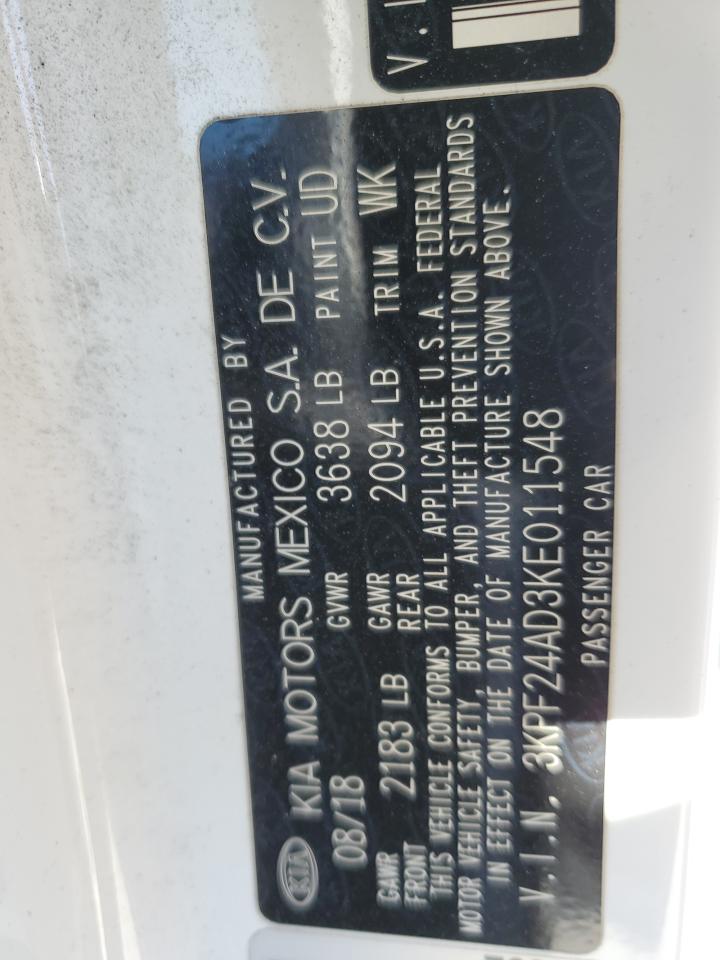 MANUFACTURED BY
KIA KIA MOTORS MEXICO S.A. DE C.V.
08/18 GVWR 3638 LB PAINT UD
GAWR FRONT 2183 LB GAWR REAR 2094 LB TRIM WK
THIS VEHICLE CONFORMS TO ALL APPLICABLE U.S.A. FEDERAL
MOTOR VEHICLE SAFETY, BUMPER, AND THEFT PREVENTION STANDARDS
IN EFFECT ON THE DATE OF MANUFACTURE SHOWN ABOVE.
V.I.N. 3KPF24AD3KE011548
PASSENGER CAR